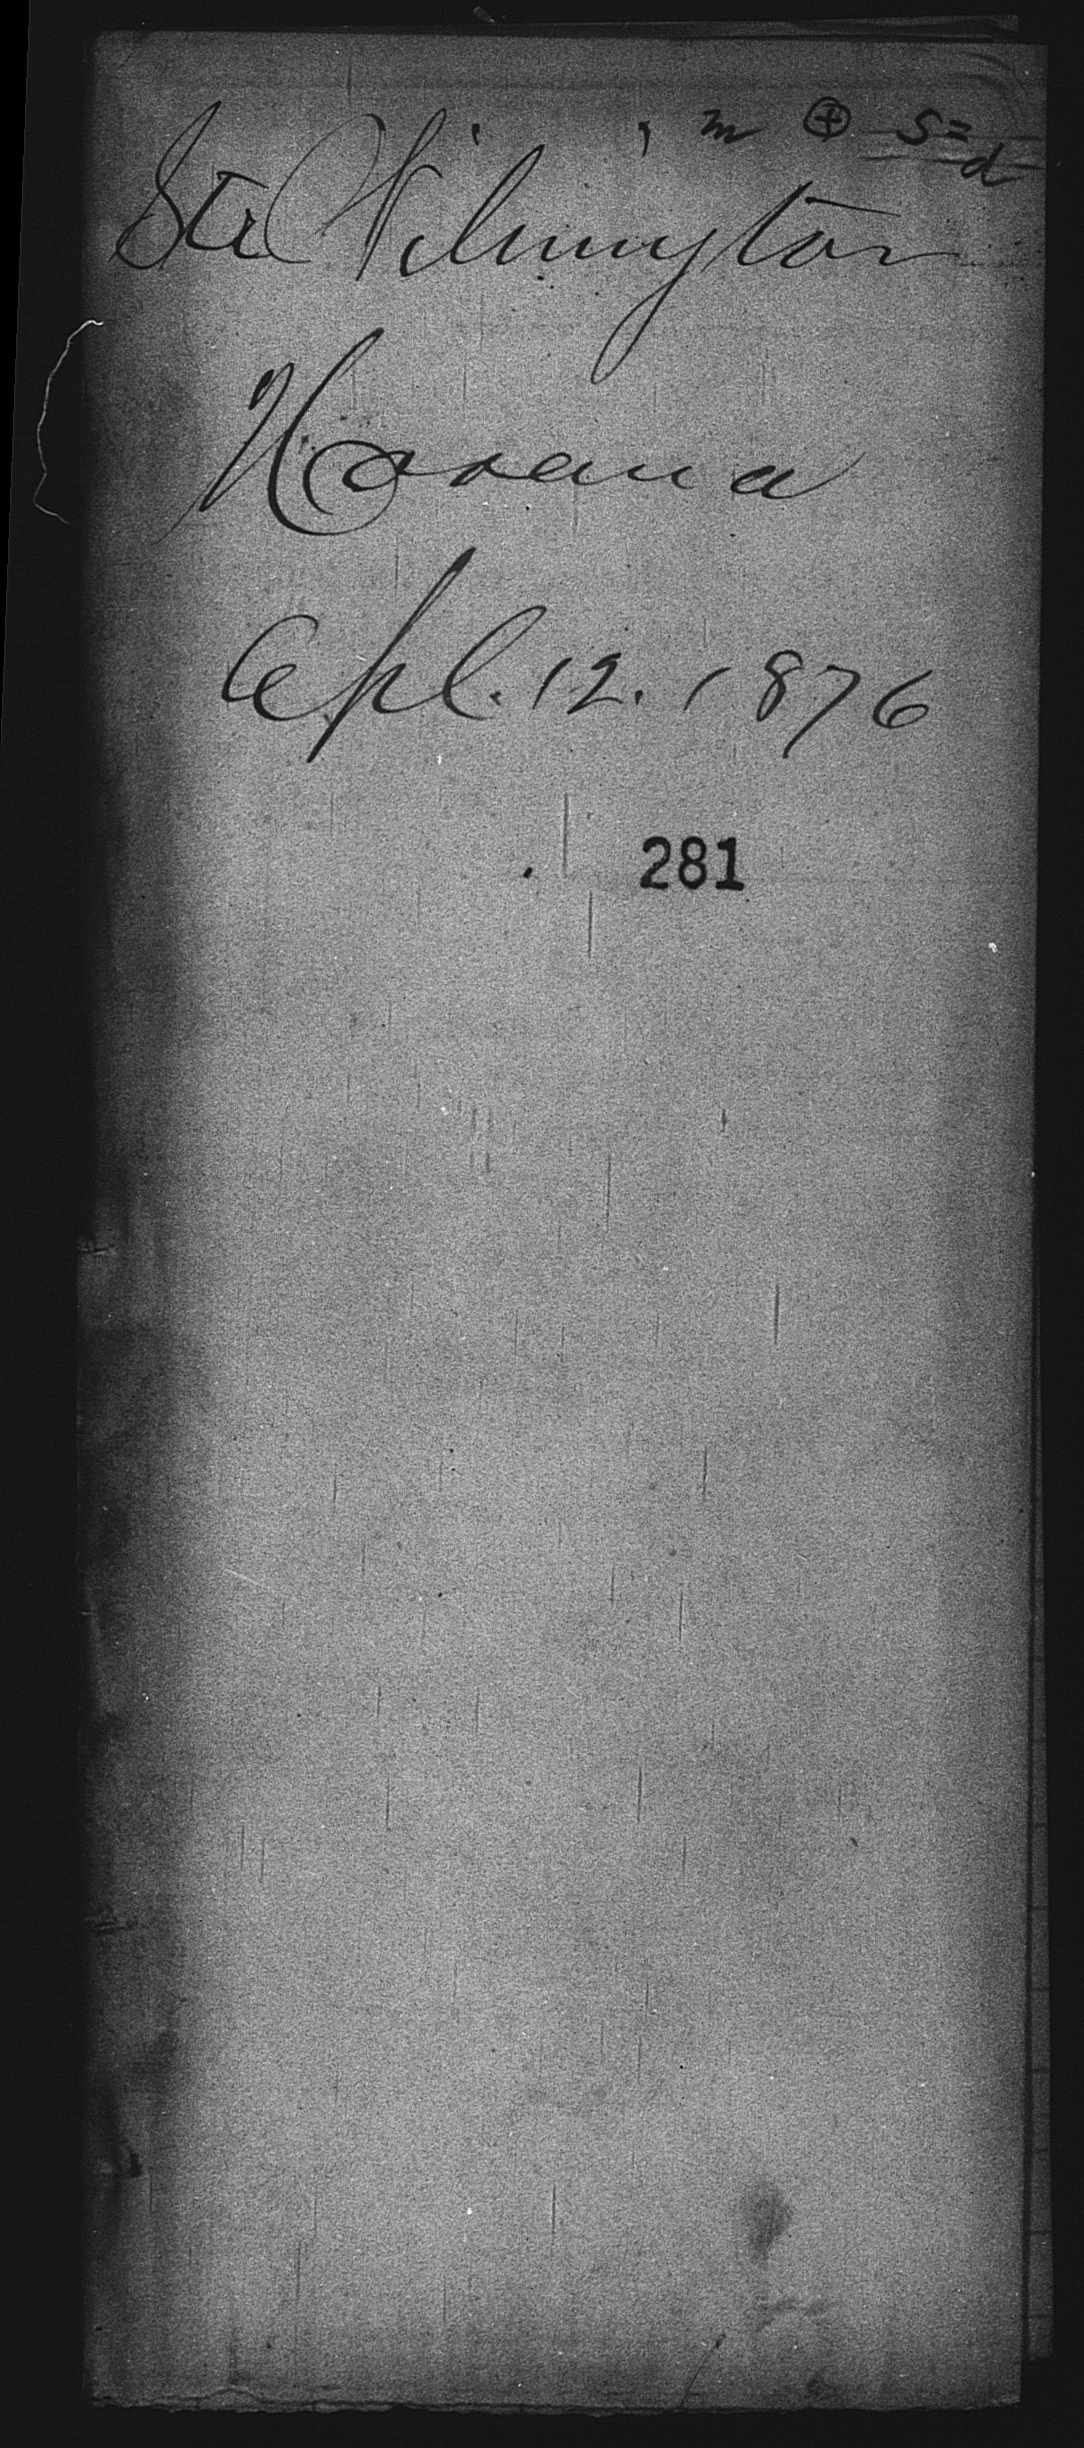 m ⊕ S=d
Str Wilmington
Havana
Apl. 12. 1876
281